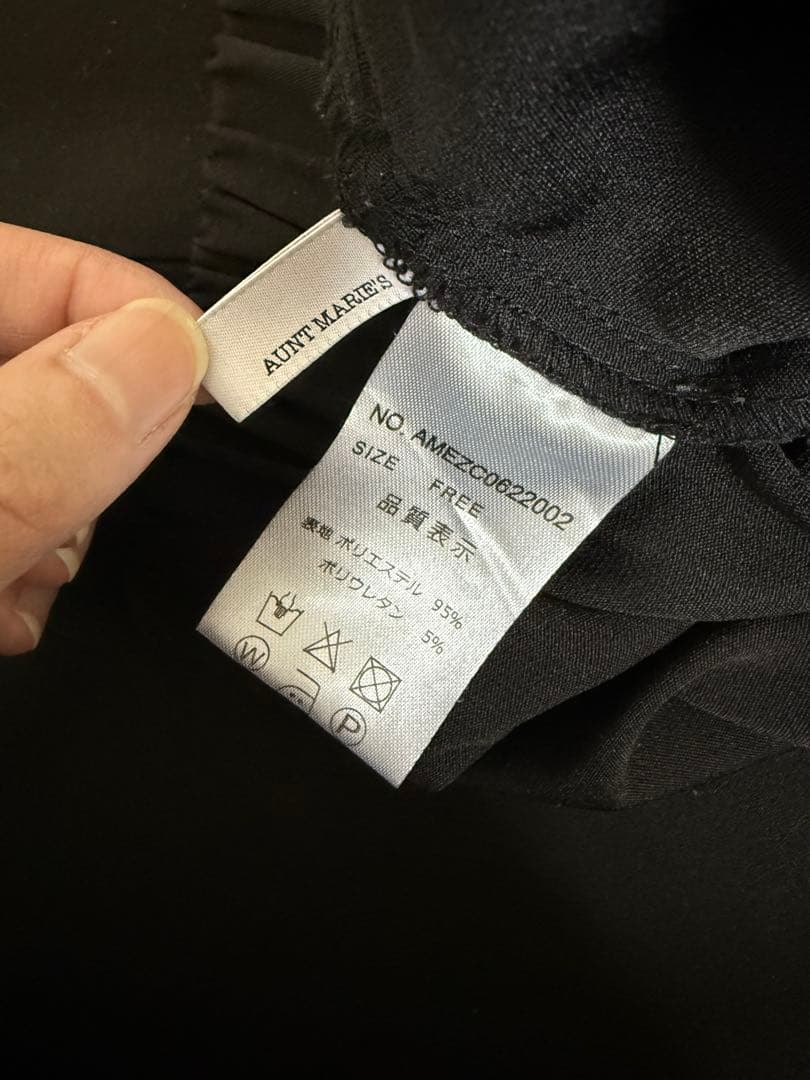 AUNT MARIE'S
NO. AMEZC0622002
SIZE FREE
品質表示
表地 ポリエステル 95%
ポリウレタン 5%
W
P